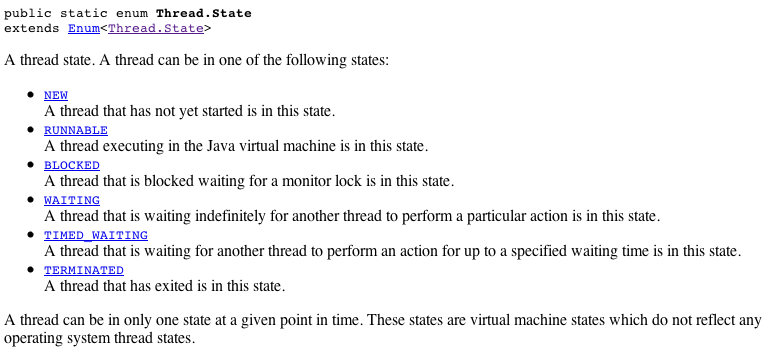 public static enum Thread.State
extends Enum<Thread.State>
A thread state. A thread can be in one of the following states:
• NEW
A thread that has not yet started is in this state.
• RUNNABLE
A thread executing in the Java virtual machine is in this state.
• BLOCKED
A thread that is blocked waiting for a monitor lock is in this state.
• WAITING
A thread that is waiting indefinitely for another thread to perform a particular action is in this state.
• TIMED_WAITING
A thread that is waiting for another thread to perform an action for up to a specified waiting time is in this state.
• TERMINATED
A thread that has exited is in this state.
A thread can be in only one state at a given point in time. These states are virtual machine states which do not reflect any
operating system thread states.